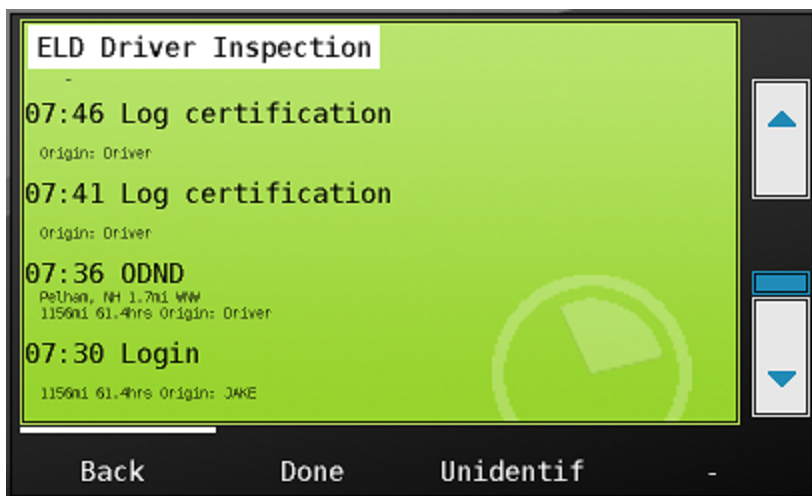 ELD Driver Inspection
-
07:46 Log certification
Origin: Driver
07:41 Log certification
Origin: Driver
07:36 ODND
Pelham, NH 1.7mi WNW
1156mi 61.4hrs Origin: Driver
07:30 Login
1156mi 61.4hrs Origin: JAKE
Back Done Unidentif -